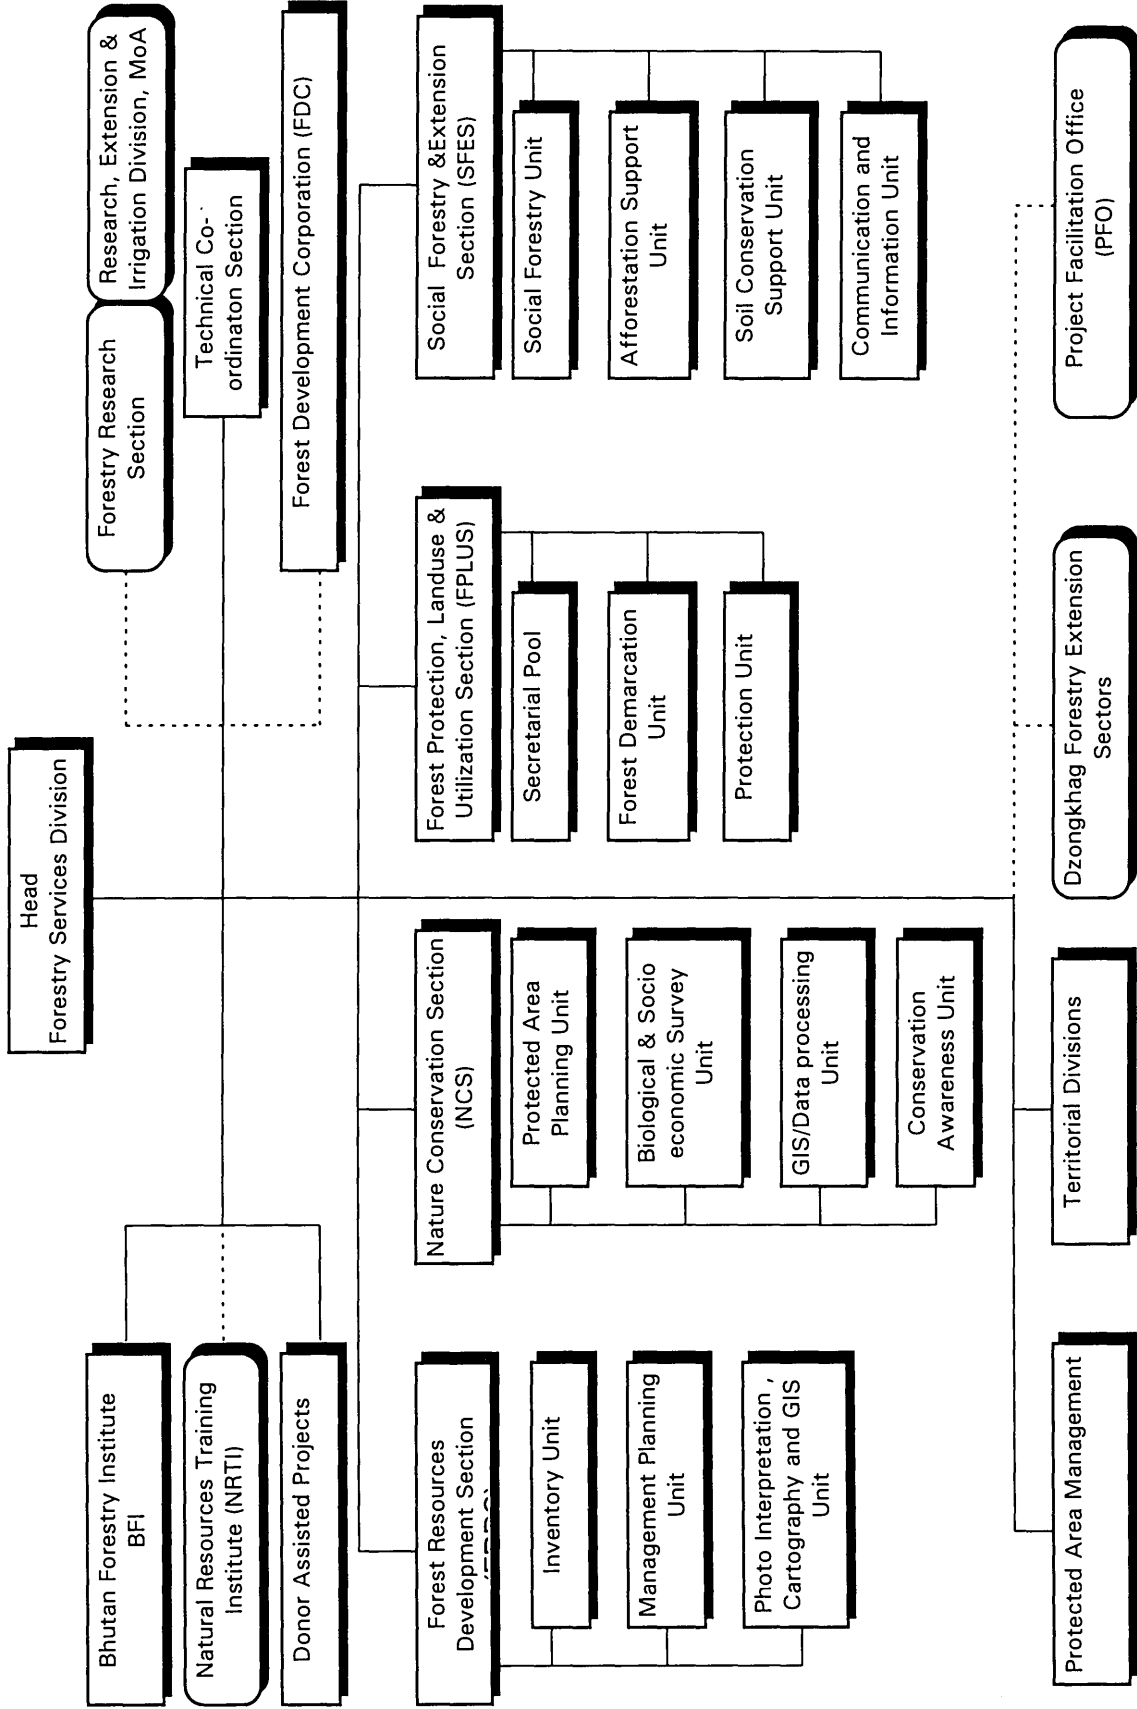 Head
Forestry Services Division
Bhutan Forestry Institute
BFI
Natural Resources Training
Institute (NRTI)
Donor Assisted Projects
Forestry Research
Section
Research, Extension &
Irrigation Division, MoA
Technical Co-
ordinaton Section
Forest Development Corporation (FDC)
Forest Resources
Development Section
Inventory Unit
Management Planning
Unit
Photo Interpretation ,
Cartography and GIS
Unit
Nature Conservation Section
(NCS)
Protected Area
Planning Unit
Biological & Socio
economic Survey
Unit
GIS/Data processing
Unit
Conservation
Awareness Unit
Forest Protection, Landuse &
Utilization Section (FPLUS)
Secretarial Pool
Forest Demarcation
Unit
Protection Unit
Social Forestry &Extension
Section (SFES)
Social Forestry Unit
Afforestation Support
Unit
Soil Conservation
Support Unit
Communication and
Information Unit
Protected Area Management
Territorial Divisions
Dzongkhag Forestry Extension
Sectors
Project Facilitation Office
(PFO)